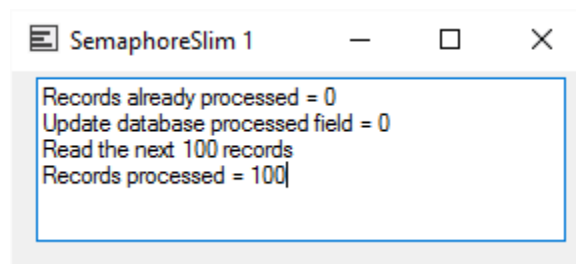 SemaphoreSlim 1
Records already processed = 0
Update database processed field = 0
Read the next 100 records
Records processed = 100